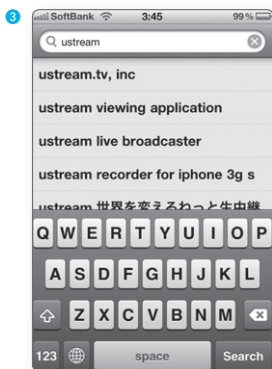 3
SoftBank 3:45 99%
ustream
ustream.tv, inc
ustream viewing application
ustream live broadcaster
ustream recorder for iphone 3g s
ustream 世界を変えるねっと生中継
Q W E R T Y U I O P
A S D F G H J K L
Z X C V B N M
123 space Search